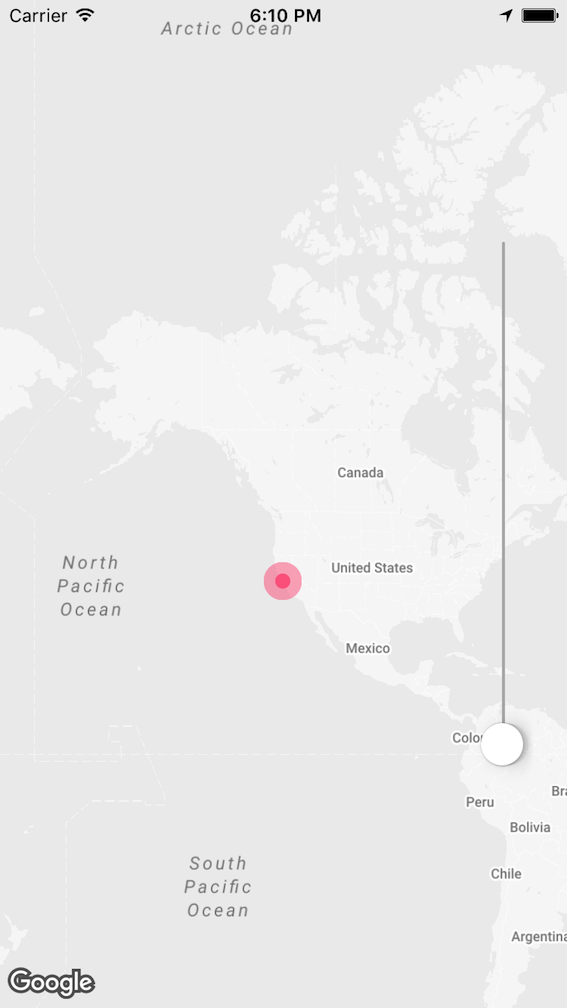 Carrier 6:10 PM
Arctic Ocean
Canada
North
Pacific
Ocean
United States
Mexico
Colo
Bra
Peru
Bolivia
South
Pacific
Ocean
Chile
Argentina
Google